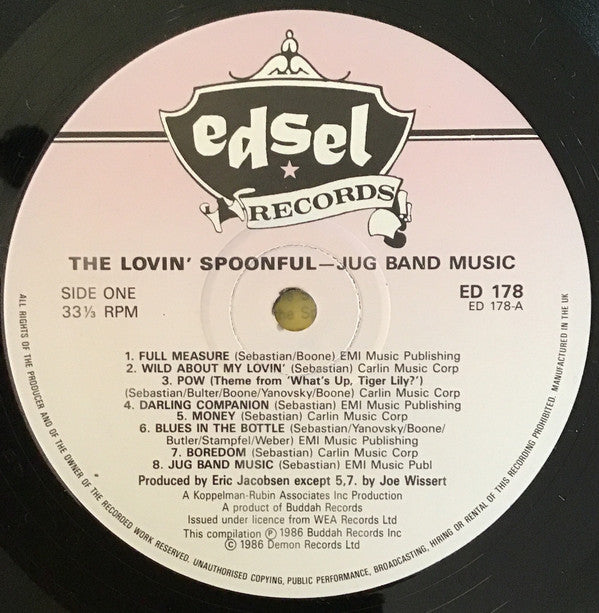 edsel
RECORDS
THE LOVIN' SPOONFUL—JUG BAND MUSIC
SIDE ONE
33⅓ RPM
ED 178
ED 178-A
1. FULL MEASURE (Sebastian/Boone) EMI Music Publishing
2. WILD ABOUT MY LOVIN' (Sebastian) Carlin Music Corp
3. POW (Theme from 'What's Up, Tiger Lily?')
(Sebastian/Bulter/Boone/Yanovsky/Boone) Carlin Music Corp
4. DARLING COMPANION (Sebastian) EMI Music Publishing
5. MONEY (Sebastian) Carlin Music Corp
6. BLUES IN THE BOTTLE (Sebastian/Yanovsky/Boone/
Butler/Stampfel/Weber) EMI Music Publishing
7. BOREDOM (Sebastian) Carlin Music Corp
8. JUG BAND MUSIC (Sebastian) EMI Music Publ
Produced by Eric Jacobsen except 5,7. by Joe Wissert
A Koppelman-Rubin Associates Inc Production
A product of Buddah Records
Issued under licence from WEA Records Ltd
This compilation ℗ 1986 Buddah Records Inc
© 1986 Demon Records Ltd
ALL RIGHTS OF THE PRODUCER AND OF THE OWNER OF THE RECORDED WORK RESERVED. UNAUTHORISED COPYING, PUBLIC PERFORMANCE, BROADCASTING, HIRING OR RENTAL OF THIS RECORDING PROHIBITED. MANUFACTURED IN THE UK